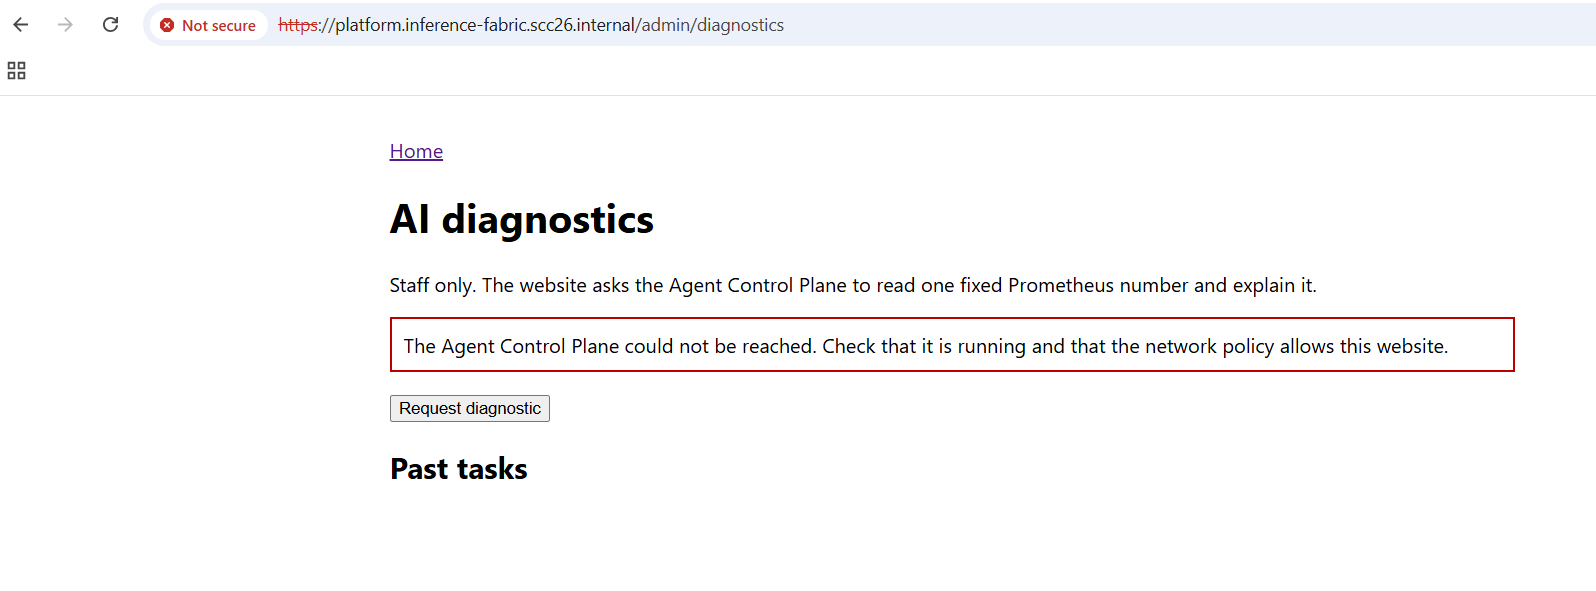 Not secure https://platform.inference-fabric.scc26.internal/admin/diagnostics
Home
AI diagnostics
Staff only. The website asks the Agent Control Plane to read one fixed Prometheus number and explain it.
The Agent Control Plane could not be reached. Check that it is running and that the network policy allows this website.
Request diagnostic
Past tasks